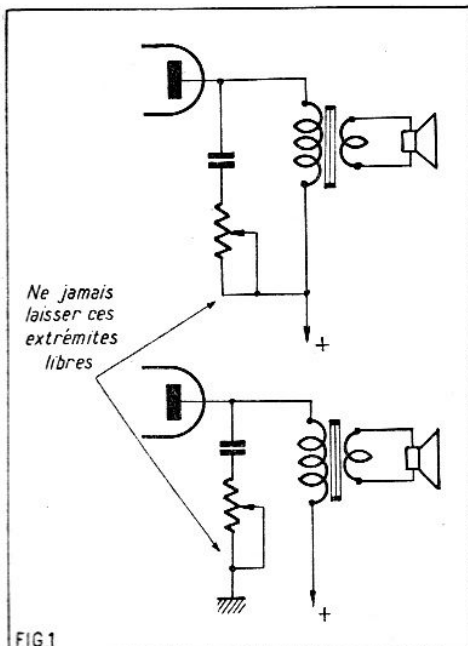 +
Ne jamais
laisser ces
extrémites
libres
+
FIG 1